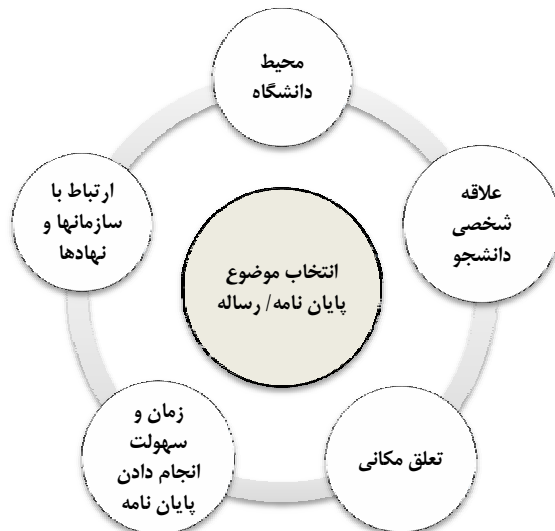 محیط
دانشگاه
علاقه
شخصی
دانشجو
ارتباط با
سازمانها و
نهادها
انتخاب موضوع
پایان نامه/ رساله
تعلق مکانی
زمان و
سهولت
انجام دادن
پایان نامه